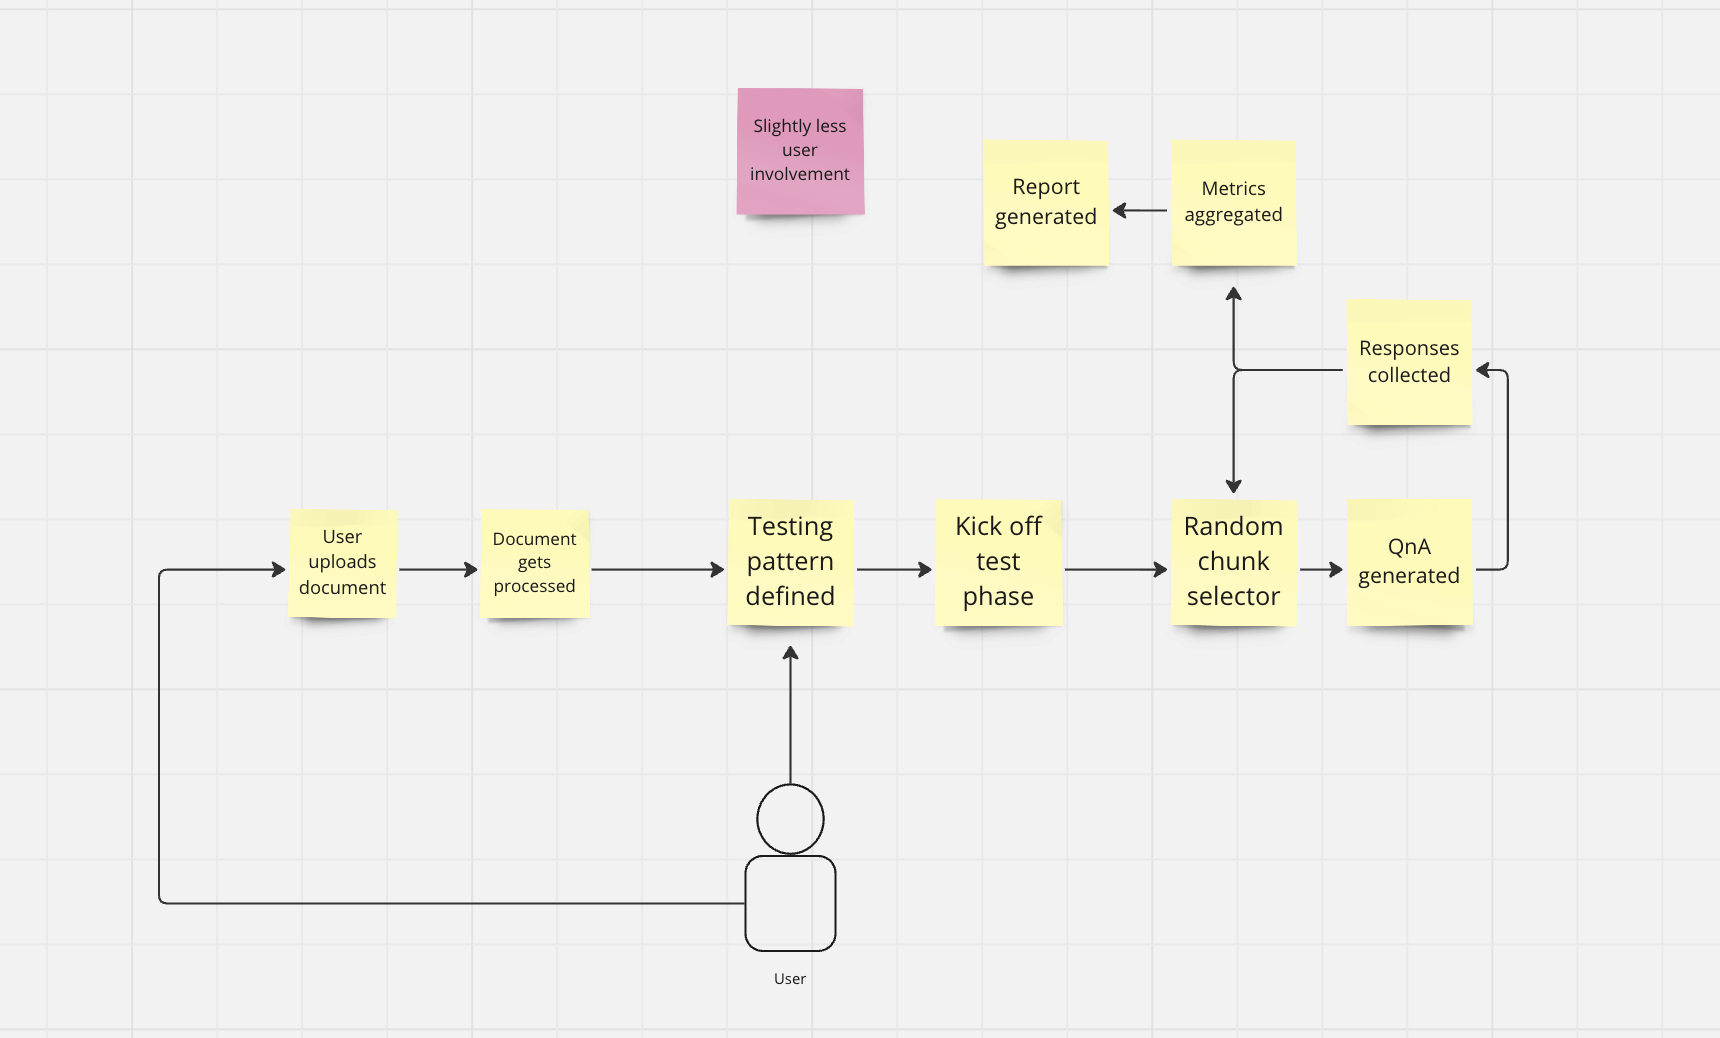 Slightly less
user
involvement
Report
generated
Metrics
aggregated
Responses
collected
User
uploads
document
Document
gets
processed
Testing
pattern
defined
Kick off
test
phase
Random
chunk
selector
QnA
generated
User